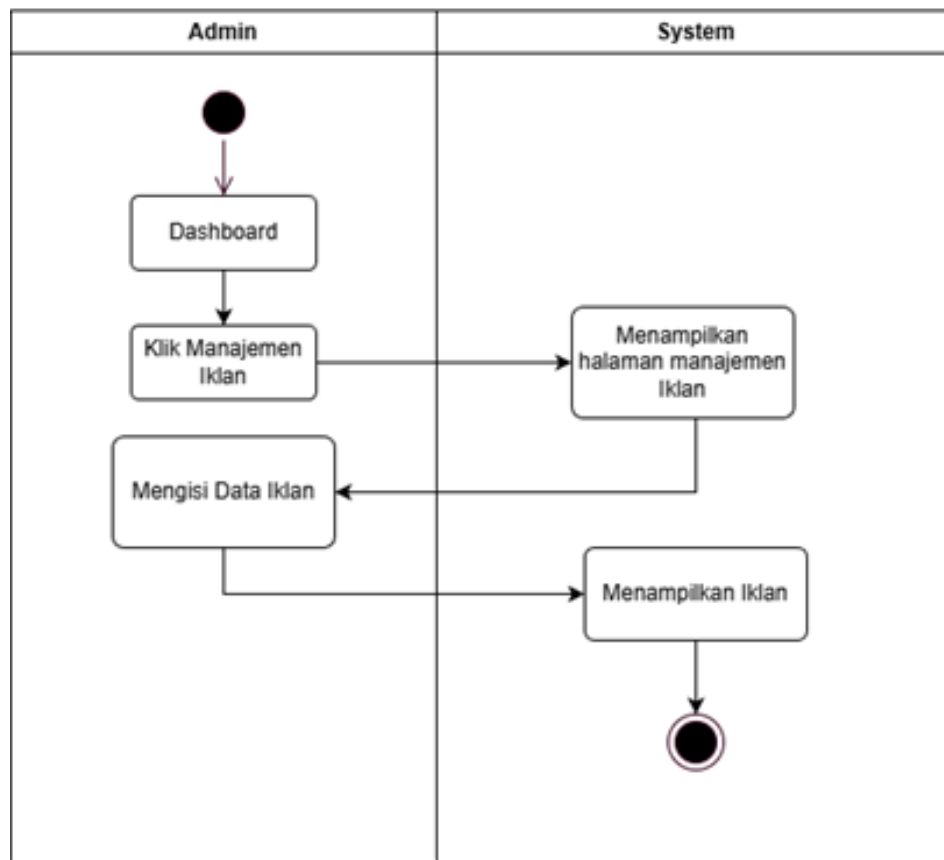 Admin
System
Dashboard
Klik Manajemen
Iklan
Menampilkan
halaman manajemen
Iklan
Mengisi Data Iklan
Menampilkan Iklan